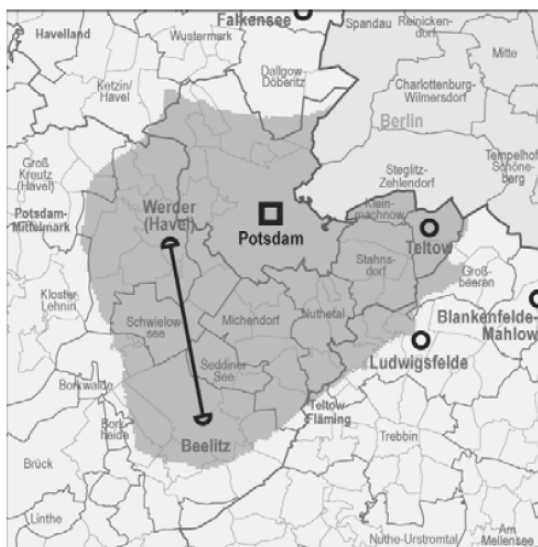 Falkensee
Spandau
Reinicken-
dorf
Havelland
Wustermark
Mitte
Dallgow-
Döberitz
Ketzin/
Havel
Charlottenburg-
Wilmersdorf
Berlin
Groß
Kreutz
(Havel)
Steglitz-
Zehlendorf
Tempelhof
Schöne-
berg
Potsdam-
Mittelmark
Werder
(Havel)
Klein-
machnow
Potsdam
Teltow
Stahns-
dorf
Groß-
beeren
Kloster
Lehnin
Schwielow-
see
Michendorf
Nuthetal
Blankenfelde-
Mahlow
Seddiner
See
Ludwigsfelde
Borkwalde
Bork-
heide
Beelitz
Teltow-
Fläming
Trebbin
Brück
Linthe
Nuthe-Urstromtal
Am
Mellensee